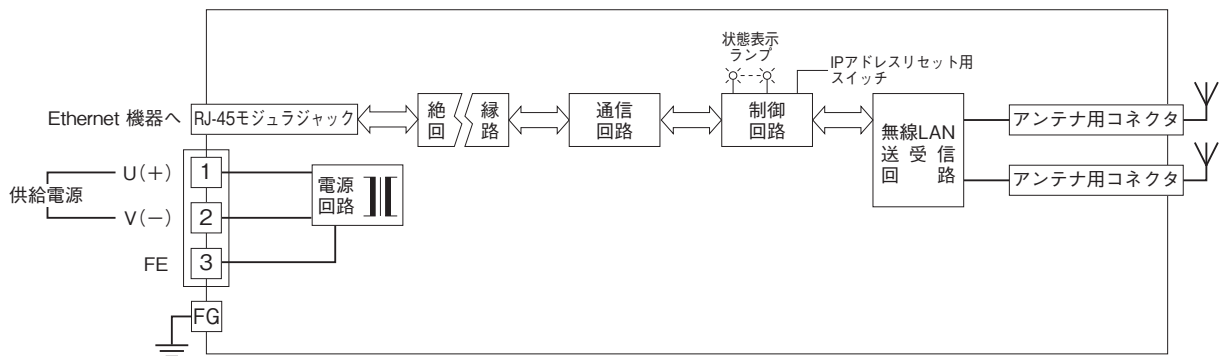 状態表示
ランプ
IPアドレスリセット用
スイッチ
Ethernet 機器へ
RJ-45モジュラジャック
絶 縁
回 路
通信
回路
制御
回路
無線LAN
送受信
回路
アンテナ用コネクタ
アンテナ用コネクタ
供給電源
U(+)
1
V(−)
2
FE
3
電源
回路
FG